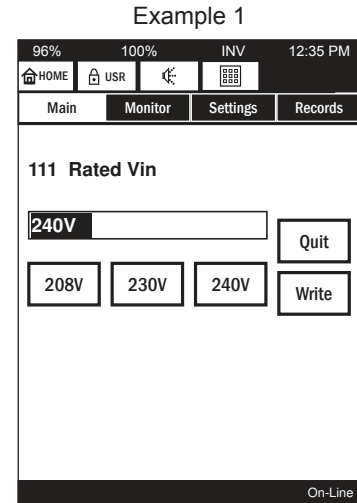 Example 1
96% 100% INV 12:35 PM
HOME USR
Main Monitor Settings Records
111 Rated Vin
240V
Quit
208V 230V 240V
Write
On-Line